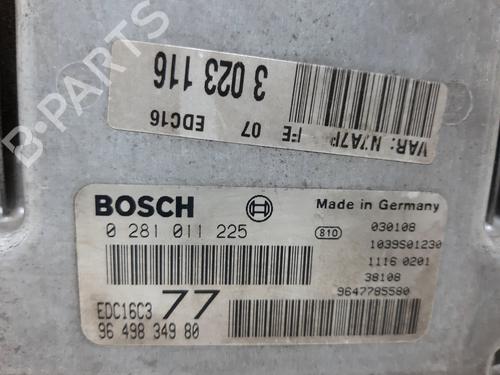 B-PARTS
3 023 116
VAR: N7A7P FE 07 EDC16
BOSCH
Made in Germany
0 281 011 225
810
030108
1039S01230
1116 0201
38108
9647785580
EDC16C3 77
96 498 349 80